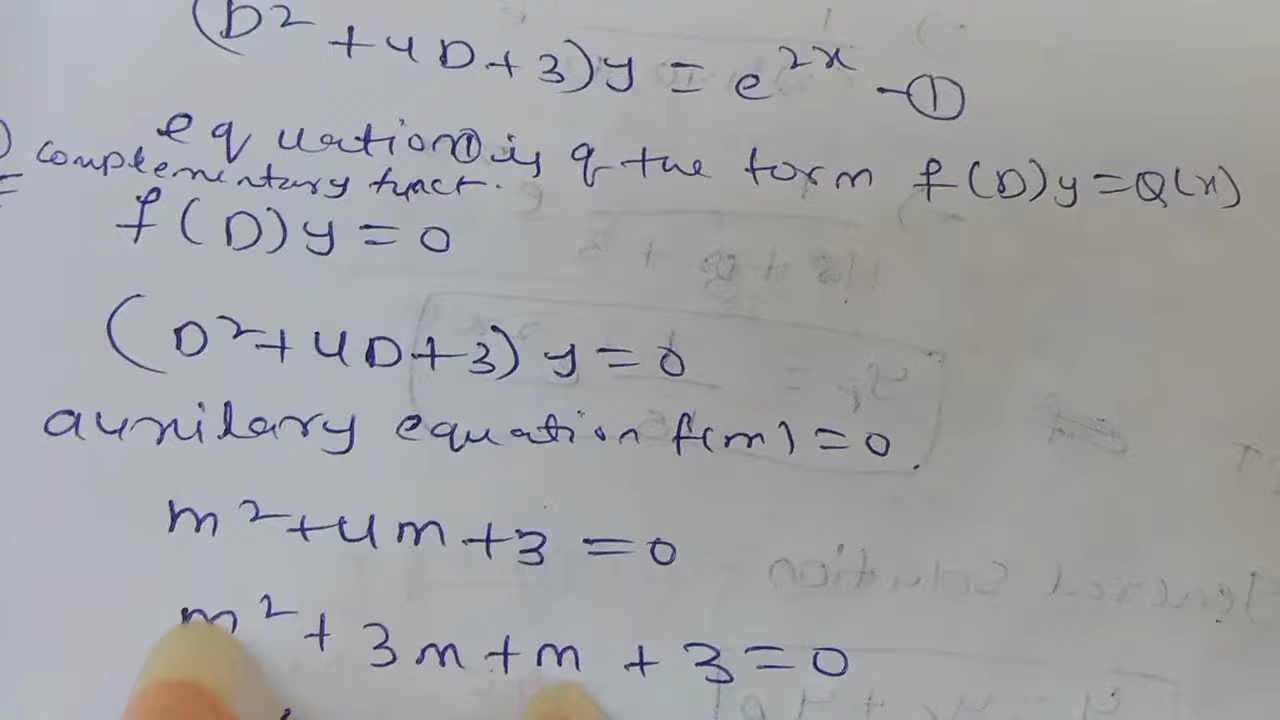 (D²+4D+3)y = e²ˣ -①
equation① is of the form f(D)y=Q(x)
complementary funct.
f(D)y=0
(D²+4D+3)y=0
auxilary equation f(m)=0.
m²+4m+3=0
m²+3m+m+3=0